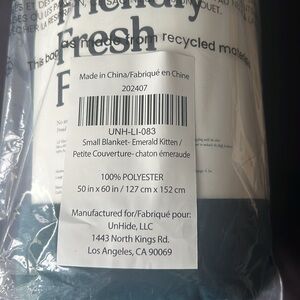 Friendly
Fresh
F
This bag is made from recycled mater
Made in China/Fabriqué en Chine
202407
UNH-LI-083
Small Blanket- Emerald Kitten /
Petite Couverture- chaton émeraude
100% POLYESTER
50 in x 60 in / 127 cm x 152 cm
Manufactured for/Fabriqué pour:
UnHide, LLC
1443 North Kings Rd.
Los Angeles, CA 90069